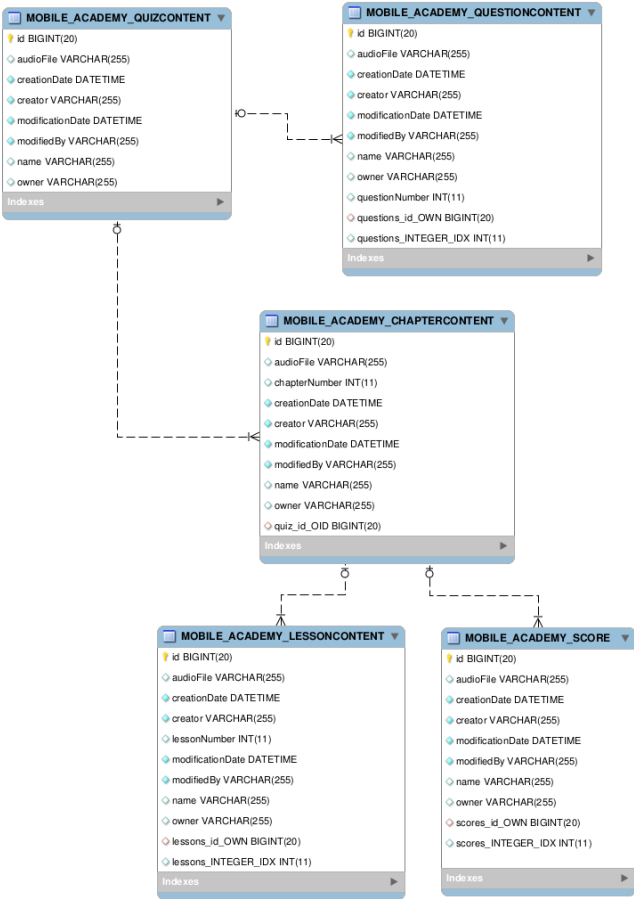 MOBILE_ACADEMY_QUIZCONTENT
id BIGINT(20)
audioFile VARCHAR(255)
creationDate DATETIME
creator VARCHAR(255)
modificationDate DATETIME
modifiedBy VARCHAR(255)
name VARCHAR(255)
owner VARCHAR(255)
Indexes
MOBILE_ACADEMY_QUESTIONCONTENT
id BIGINT(20)
audioFile VARCHAR(255)
creationDate DATETIME
creator VARCHAR(255)
modificationDate DATETIME
modifiedBy VARCHAR(255)
name VARCHAR(255)
owner VARCHAR(255)
questionNumber INT(11)
questions_id_OWN BIGINT(20)
questions_INTEGER_IDX INT(11)
Indexes
MOBILE_ACADEMY_CHAPTERCONTENT
id BIGINT(20)
audioFile VARCHAR(255)
chapterNumber INT(11)
creationDate DATETIME
creator VARCHAR(255)
modificationDate DATETIME
modifiedBy VARCHAR(255)
name VARCHAR(255)
owner VARCHAR(255)
quiz_id_OID BIGINT(20)
Indexes
MOBILE_ACADEMY_LESSONCONTENT
id BIGINT(20)
audioFile VARCHAR(255)
creationDate DATETIME
creator VARCHAR(255)
lessonNumber INT(11)
modificationDate DATETIME
modifiedBy VARCHAR(255)
name VARCHAR(255)
owner VARCHAR(255)
lessons_id_OWN BIGINT(20)
lessons_INTEGER_IDX INT(11)
Indexes
MOBILE_ACADEMY_SCORE
id BIGINT(20)
audioFile VARCHAR(255)
creationDate DATETIME
creator VARCHAR(255)
modificationDate DATETIME
modifiedBy VARCHAR(255)
name VARCHAR(255)
owner VARCHAR(255)
scores_id_OWN BIGINT(20)
scores_INTEGER_IDX INT(11)
Indexes